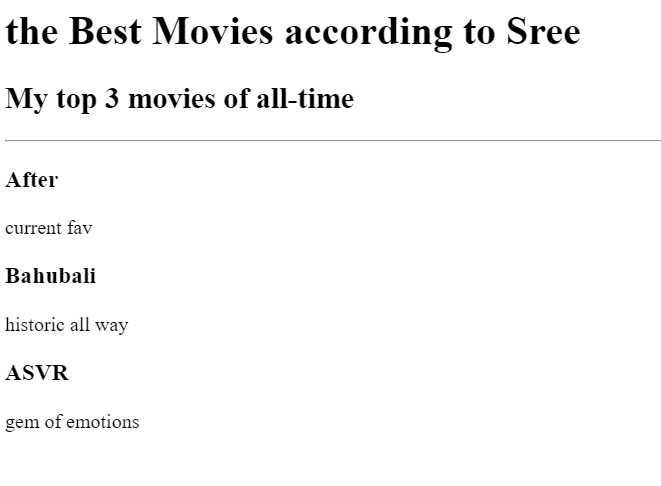 the Best Movies according to Sree
My top 3 movies of all-time
After
current fav
Bahubali
historic all way
ASVR
gem of emotions